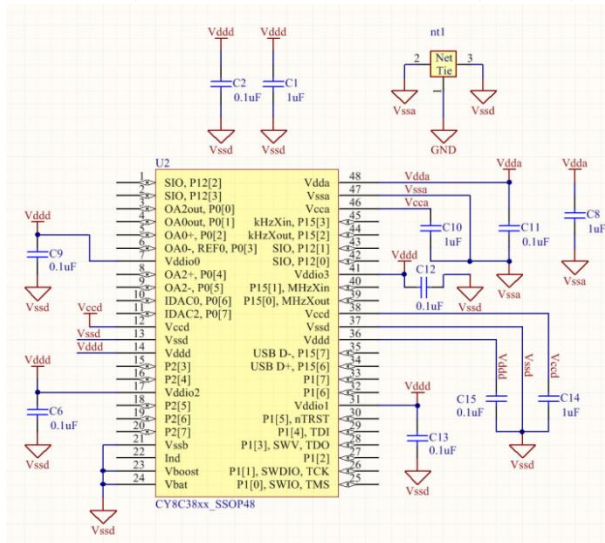 Vddd
Vddd
nt1
C2
0.1uF
C1
1uF
2
Net
Tie
3
1
Vssa
Vssd
GND
Vssd
Vssd
U2
1 SIO, P12[2]
2 SIO, P12[3]
3 OA2out, P0[0]
4 OA0out, P0[1]
5 OA0+, P0[2]
6 OA0-, REF0, P0[3]
7 Vddio0
8 OA2+, P0[4]
9 OA2-, P0[5]
10 IDAC0, P0[6]
11 IDAC2, P0[7]
12 Vccd
13 Vssd
14 Vddd
15 P2[3]
16 P2[4]
17 Vddio2
18 P2[5]
19 P2[6]
20 P2[7]
21 Vssb
22 Ind
23 Vboost
24 Vbat
Vdda 48
Vssa 47
Vcca 46
kHzXin, P15[3] 45
kHzXout, P15[2] 44
SIO, P12[1] 43
SIO, P12[0] 42
Vddio3 41
P15[1], MHzXin 40
P15[0], MHzXout 39
Vccd 38
Vssd 37
Vddd 36
USB D-, P15[7] 35
USB D+, P15[6] 34
P1[7] 33
P1[6] 32
Vddio1 31
P1[5], nTRST 30
P1[4], TDI 29
P1[3], SWV, TDO 28
P1[2] 27
P1[1], SWDIO, TCK 26
P1[0], SWIO, TMS 25
CY8C38xx_SSOP48
Vddd
C9
0.1uF
Vssd
Vccd
Vssd
Vddd
Vddd
C6
0.1uF
Vssd
Vssd
Vdda
Vssa
Vcca
Vdda
C10
1uF
C11
0.1uF
Vssa
Vdda
C8
1uF
Vssa
Vddd
C12
0.1uF
Vssd
Vddd
Vssd
Vccd
C15
0.1uF
C14
1uF
Vssd
Vddd
C13
0.1uF
Vssd